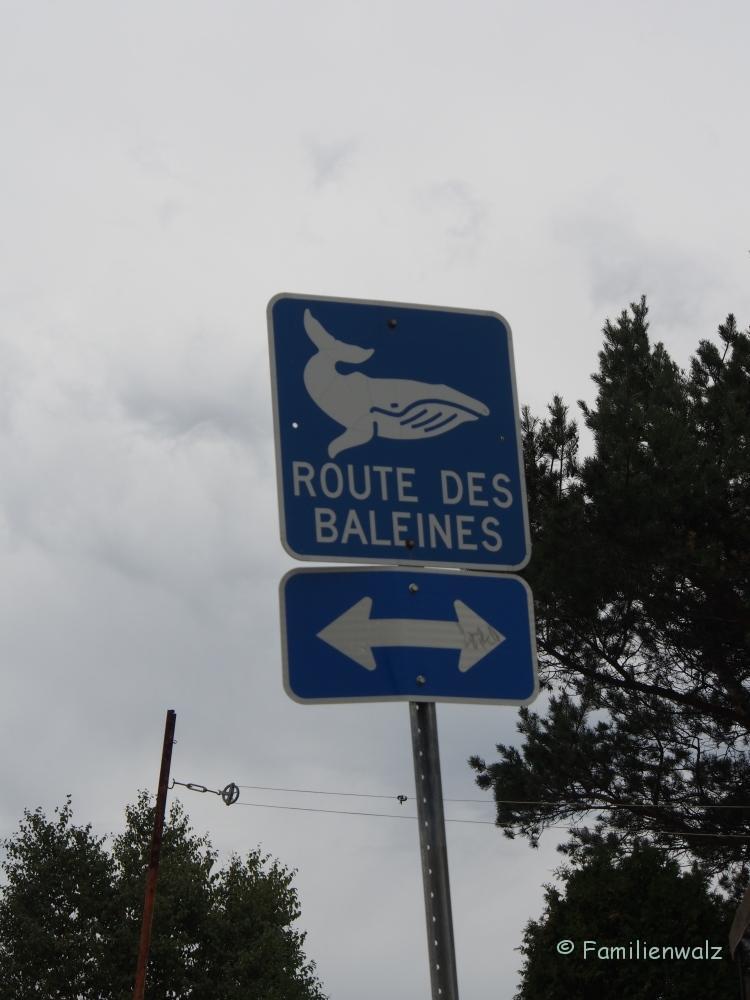 ROUTE DES
BALEINES
© Familienwalz